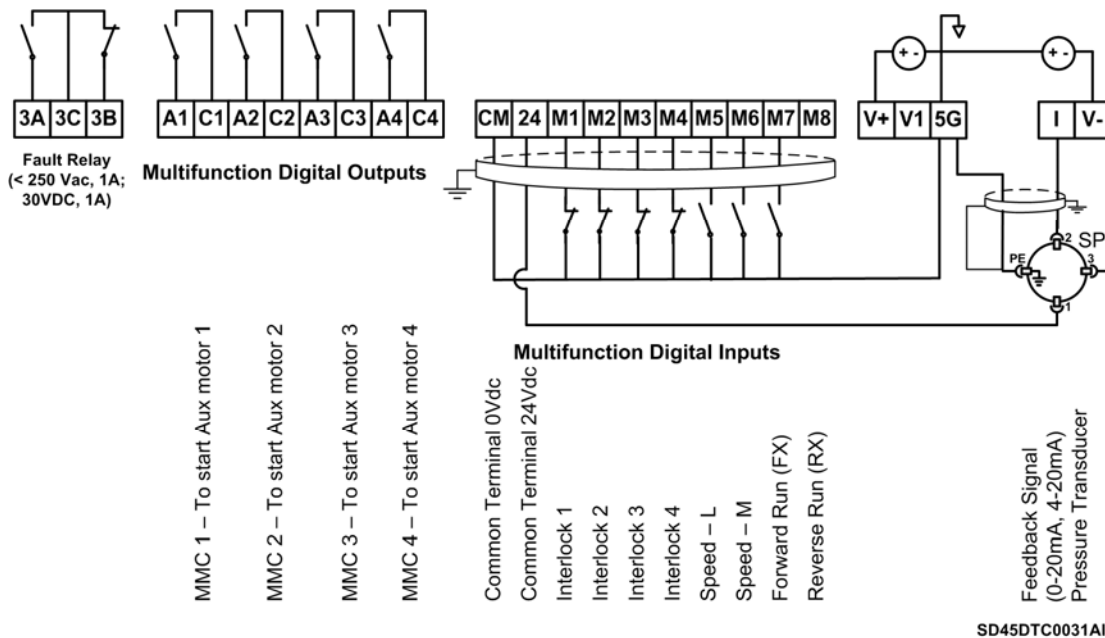 3A 3C 3B
A1 C1 A2 C2 A3 C3 A4 C4
CM 24 M1 M2 M3 M4 M5 M6 M7 M8
V+ V1 5G
I V-
+ -
+ -
Fault Relay
(< 250 Vac, 1A;
30VDC, 1A)
Multifunction Digital Outputs
2
SP
PE
3
1
Multifunction Digital Inputs
MMC 1 – To start Aux motor 1
MMC 2 – To start Aux motor 2
MMC 3 – To start Aux motor 3
MMC 4 – To start Aux motor 4
Common Terminal 0Vdc
Common Terminal 24Vdc
Interlock 1
Interlock 2
Interlock 3
Interlock 4
Speed – L
Speed – M
Forward Run (FX)
Reverse Run (RX)
Feedback Signal
(0-20mA, 4-20mA)
Pressure Transducer